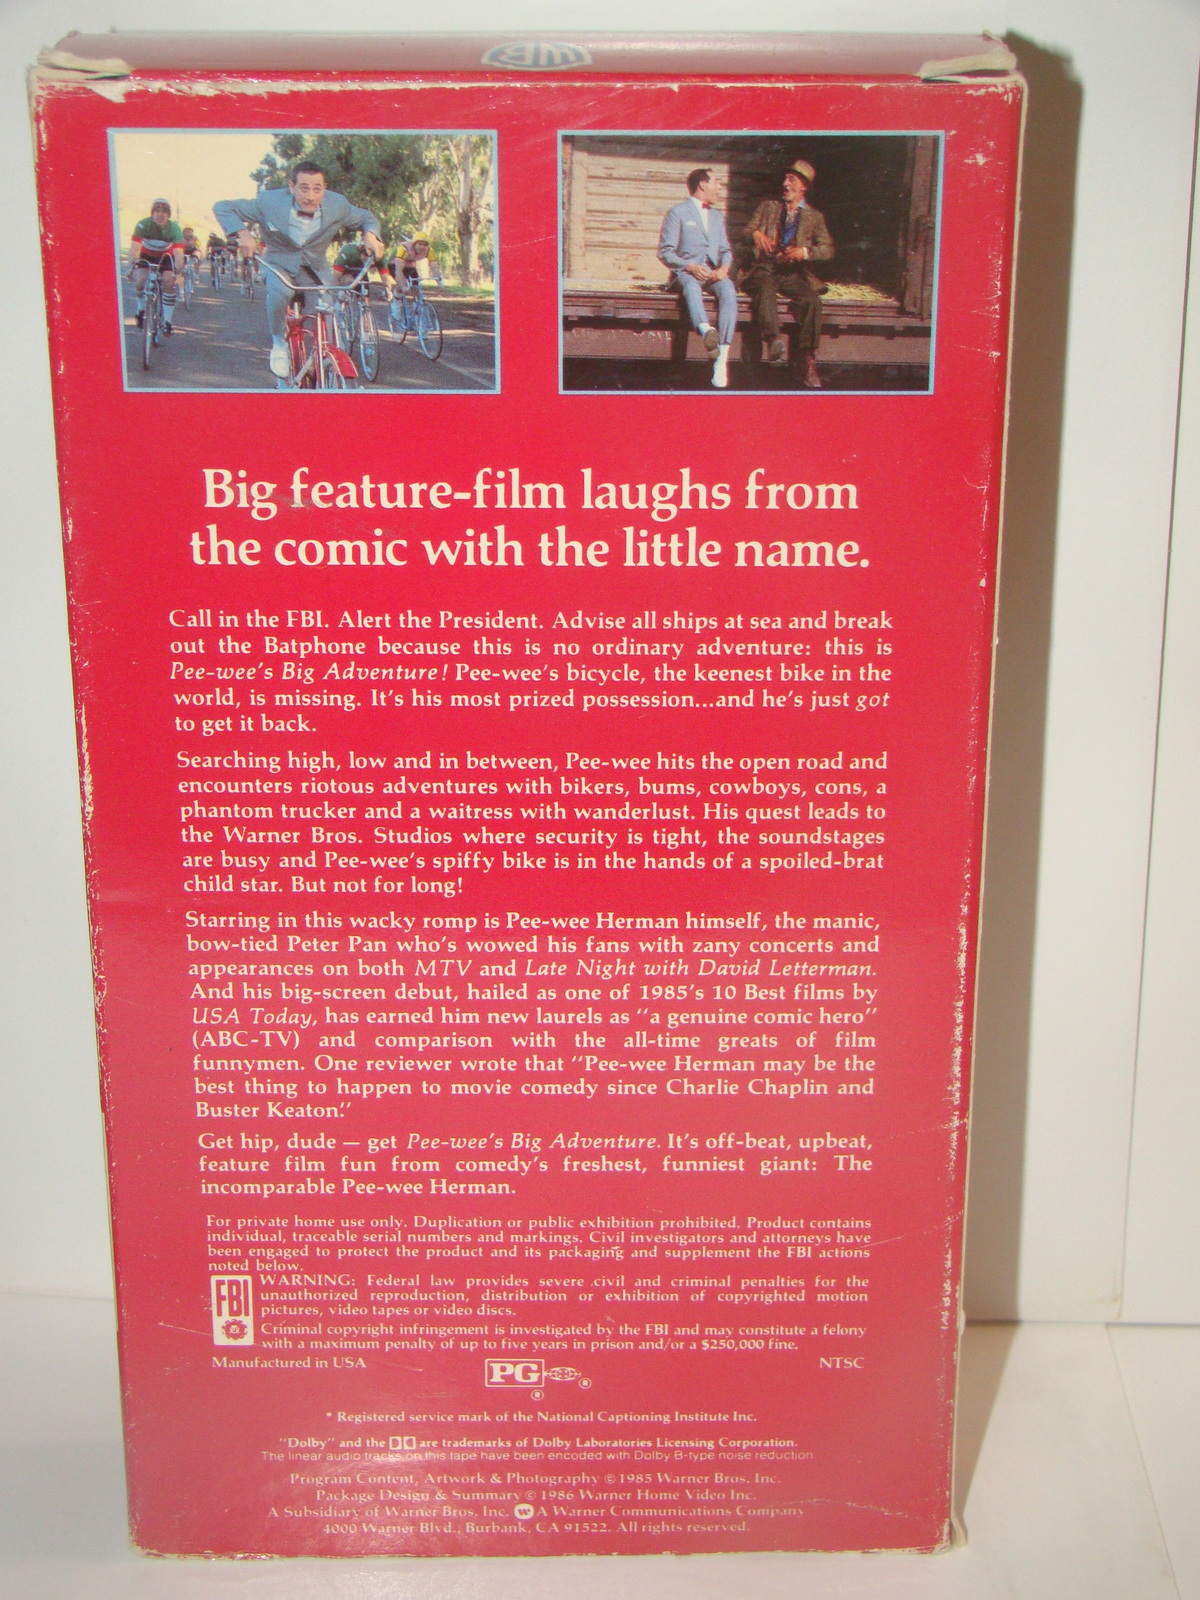 Big feature-film laughs from
the comic with the little name.
Call in the FBI. Alert the President. Advise all ships at sea and break
out the Batphone because this is no ordinary adventure: this is
Pee-wee's Big Adventure! Pee-wee's bicycle, the keenest bike in the
world, is missing. It's his most prized possession...and he's just got
to get it back.
Searching high, low and in between, Pee-wee hits the open road and
encounters riotous adventures with bikers, bums, cowboys, cons, a
phantom trucker and a waitress with wanderlust. His quest leads to
the Warner Bros. Studios where security is tight, the soundstages
are busy and Pee-wee's spiffy bike is in the hands of a spoiled-brat
child star. But not for long!
Starring in this wacky romp is Pee-wee Herman himself, the manic,
bow-tied Peter Pan who's wowed his fans with zany concerts and
appearances on both MTV and Late Night with David Letterman.
And his big-screen debut, hailed as one of 1985's 10 Best films by
USA Today, has earned him new laurels as "a genuine comic hero"
(ABC-TV) and comparison with the all-time greats of film
funnymen. One reviewer wrote that "Pee-wee Herman may be the
best thing to happen to movie comedy since Charlie Chaplin and
Buster Keaton."
Get hip, dude — get Pee-wee's Big Adventure. It's off-beat, upbeat,
feature film fun from comedy's freshest, funniest giant: The
incomparable Pee-wee Herman.
For private home use only. Duplication or public exhibition prohibited. Product contains
individual, traceable serial numbers and markings. Civil investigators and attorneys have
been engaged to protect the product and its packaging and supplement the FBI actions
noted below.
FBI
WARNING: Federal law provides severe civil and criminal penalties for the
unauthorized reproduction, distribution or exhibition of copyrighted motion
pictures, video tapes or video discs.
Criminal copyright infringement is investigated by the FBI and may constitute a felony
with a maximum penalty of up to five years in prison and/or a $250,000 fine.
Manufactured in USA PG ® ® NTSC
* Registered service mark of the National Captioning Institute Inc.
"Dolby" and the are trademarks of Dolby Laboratories Licensing Corporation.
The linear audio tracks on this tape have been encoded with Dolby B-type noise reduction.
Program Content, Artwork & Photography © 1985 Warner Bros. Inc.
Package Design & Summary © 1986 Warner Home Video Inc.
A Subsidiary of Warner Bros. Inc. A Warner Communications Company
4000 Warner Blvd., Burbank, CA 91522. All rights reserved.